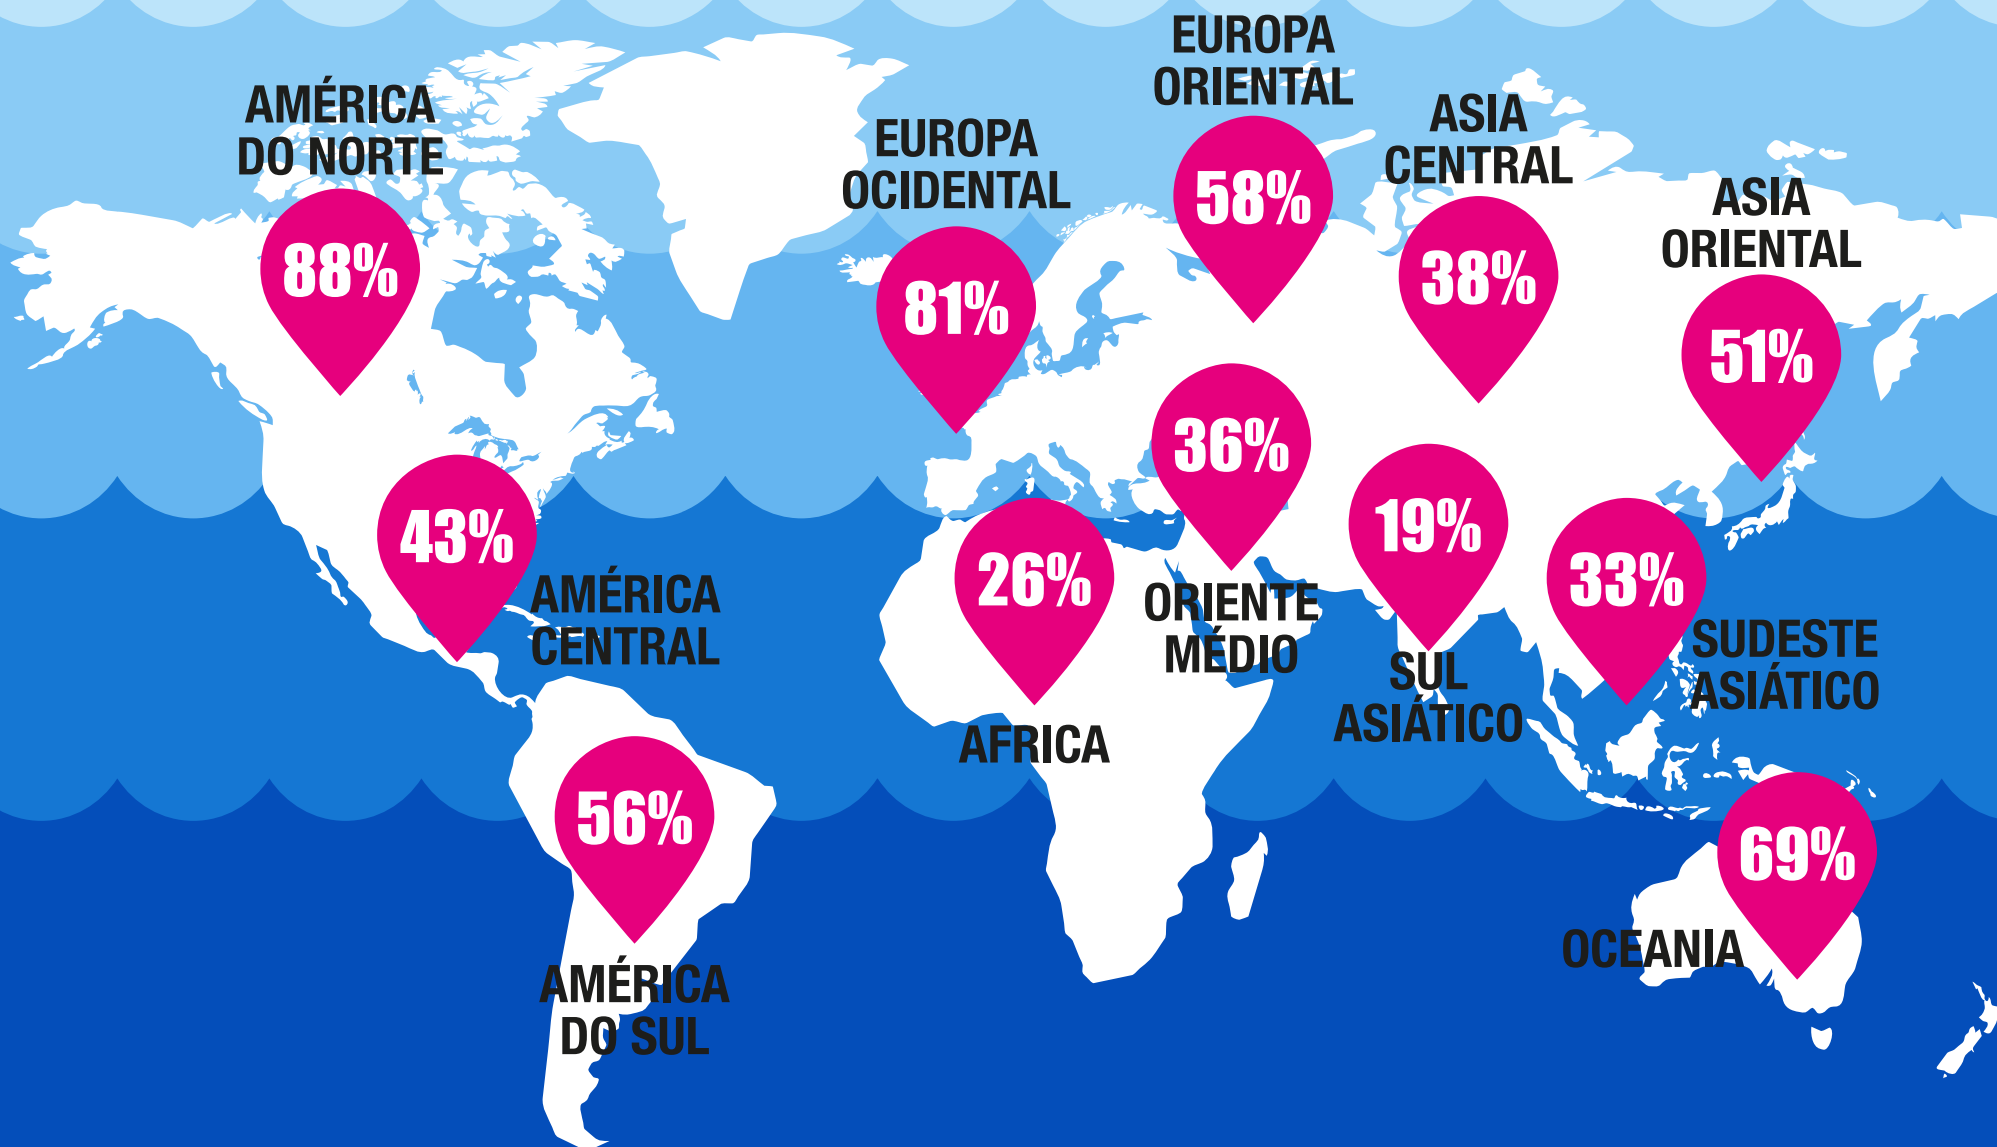 AMÉRICA
DO NORTE
88%
EUROPA
OCIDENTAL
81%
EUROPA
ORIENTAL
58%
ASIA
CENTRAL
38%
ASIA
ORIENTAL
51%
43%
AMÉRICA
CENTRAL
36%
ORIENTE
MÉDIO
26%
AFRICA
19%
SUL
ASIÁTICO
33%
SUDESTE
ASIÁTICO
56%
AMÉRICA
DO SUL
69%
OCEANIA